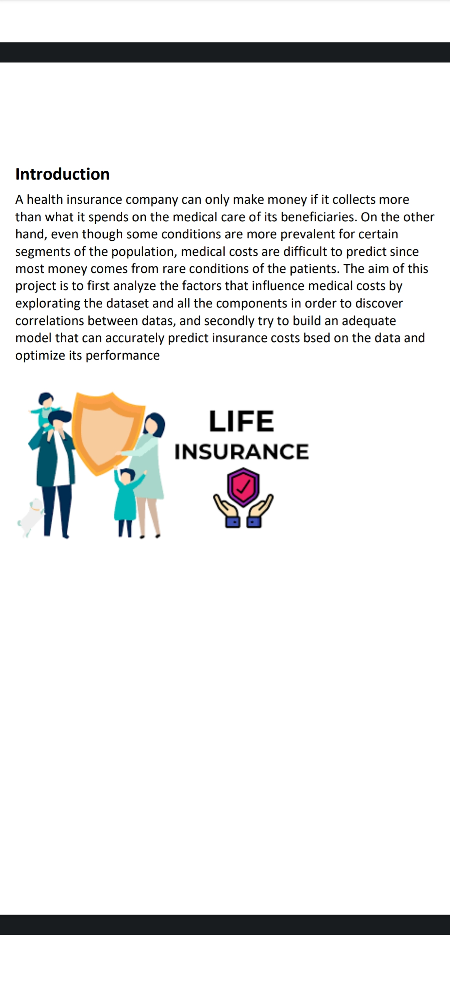 Introduction
A health insurance company can only make money if it collects more
than what it spends on the medical care of its beneficiaries. On the other
hand, even though some conditions are more prevalent for certain
segments of the population, medical costs are difficult to predict since
most money comes from rare conditions of the patients. The aim of this
project is to first analyze the factors that influence medical costs by
explorating the dataset and all the components in order to discover
correlations between datas, and secondly try to build an adequate
model that can accurately predict insurance costs bsed on the data and
optimize its performance
LIFE
INSURANCE